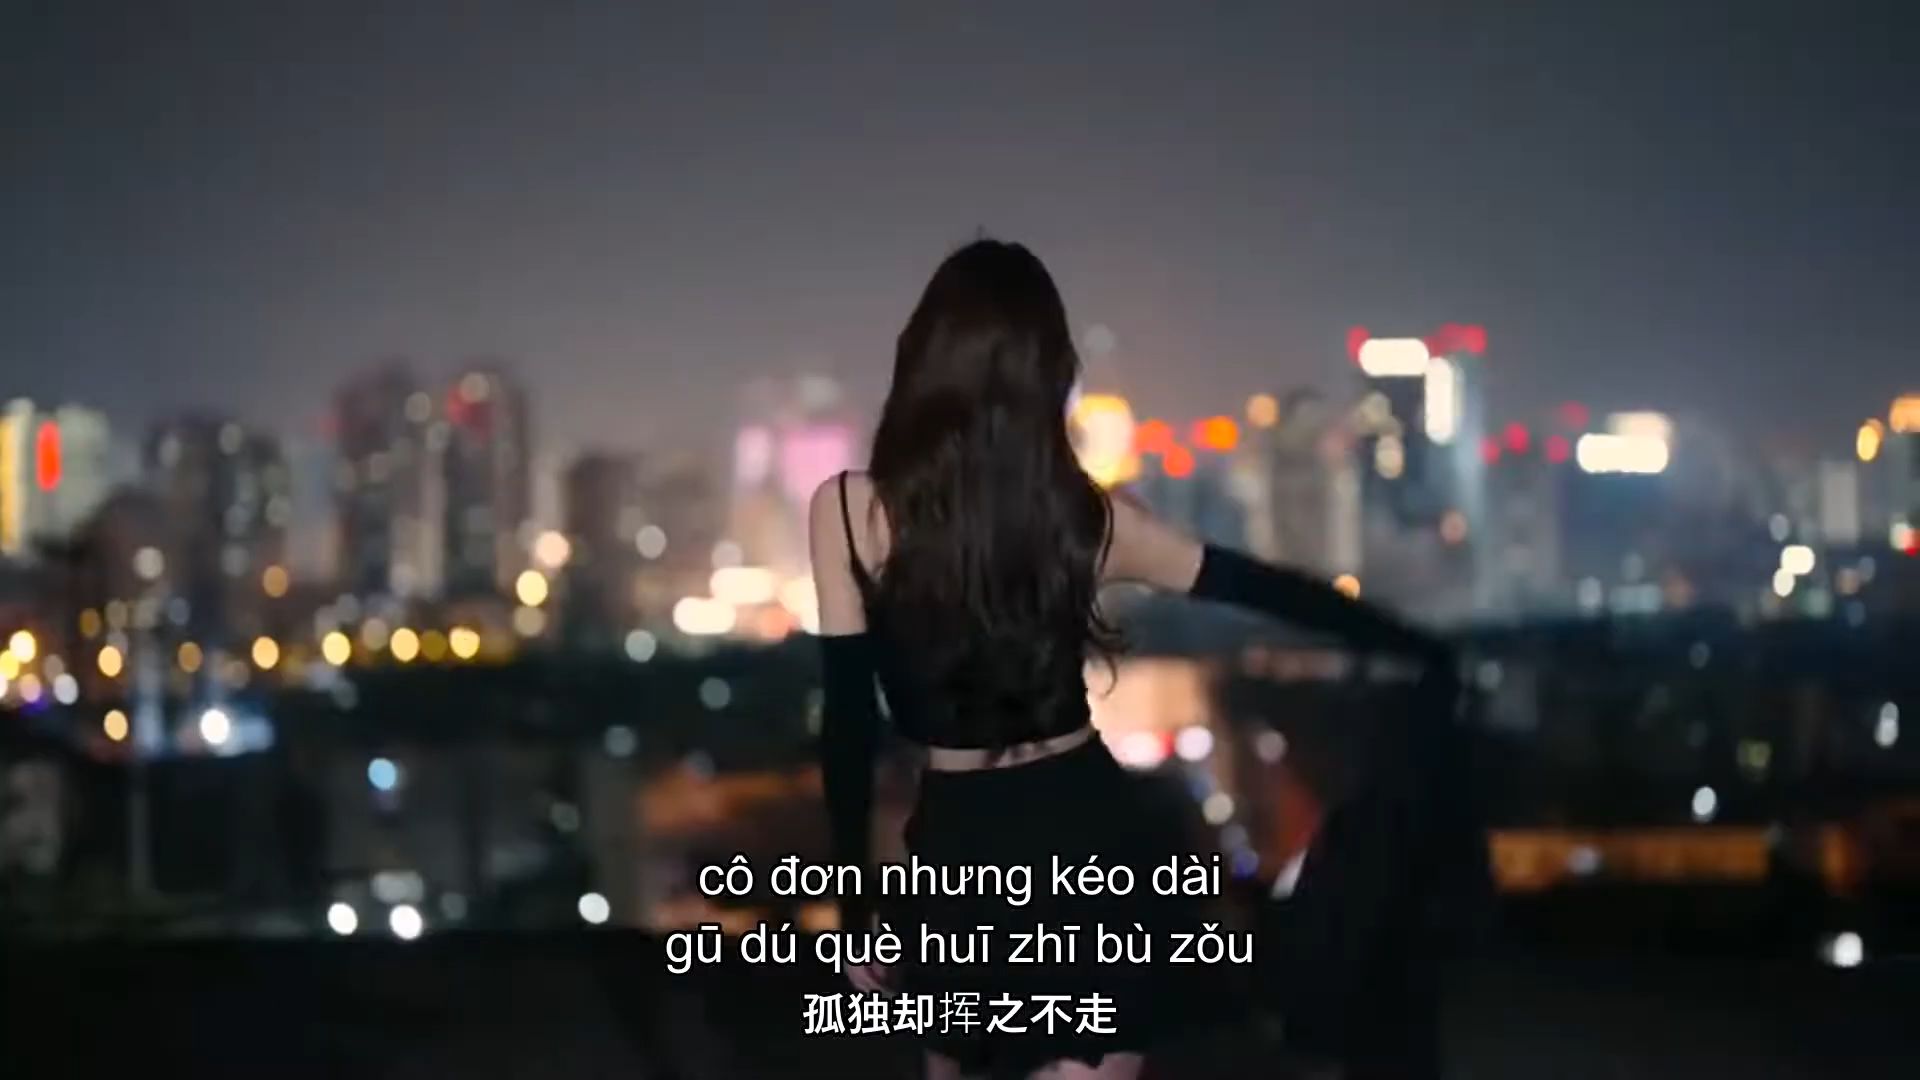 cô đơn nhưng kéo dài
gū dú què huī zhī bù zǒu
孤独却挥之不走